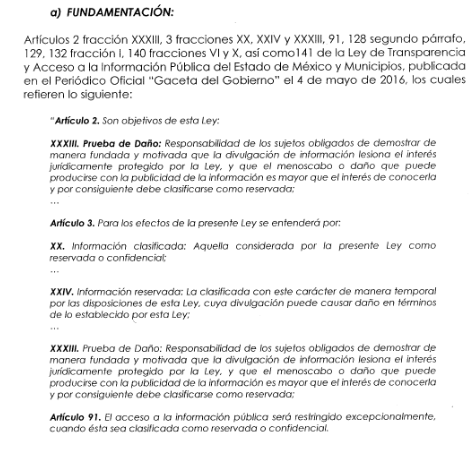 a) FUNDAMENTACIÓN:
Artículos 2 fracción XXXIII, 3 fracciones XX, XXIV y XXXIII, 91, 128 segundo párrafo,
129, 132 fracción I, 140 fracciones VI y X, así como141 de la Ley de Transparencia
y Acceso a la Información Pública del Estado de México y Municipios, publicada
en el Periódico Oficial "Gaceta del Gobierno" el 4 de mayo de 2016, los cuales
refieren lo siguiente:
"Artículo 2. Son objetivos de esta Ley:
XXXIII. Prueba de Daño: Responsabilidad de los sujetos obligados de demostrar de
manera fundada y motivada que la divulgación de información lesiona el interés
jurídicamente protegido por la Ley, y que el menoscabo o daño que puede
producirse con la publicidad de la información es mayor que el interés de conocerla
y por consiguiente debe clasificarse como reservada;
...
Artículo 3. Para los efectos de la presente Ley se entenderá por:
XX. Información clasificada: Aquella considerada por la presente Ley como
reservada o confidencial;
...
XXIV. Información reservada: La clasificada con este carácter de manera temporal
por las disposiciones de esta Ley, cuya divulgación puede causar daño en términos
de lo establecido por esta Ley;
...
XXXIII. Prueba de Daño: Responsabilidad de los sujetos obligados de demostrar de
manera fundada y motivada que la divulgación de información lesiona el interés
jurídicamente protegido por la Ley, y que el menoscabo o daño que puede
producirse con la publicidad de la información es mayor que el interés de conocerla
y por consiguiente debe clasificarse como reservada;
Artículo 91. El acceso a la información pública será restringido excepcionalmente,
cuando ésta sea clasificada como reservada o confidencial.